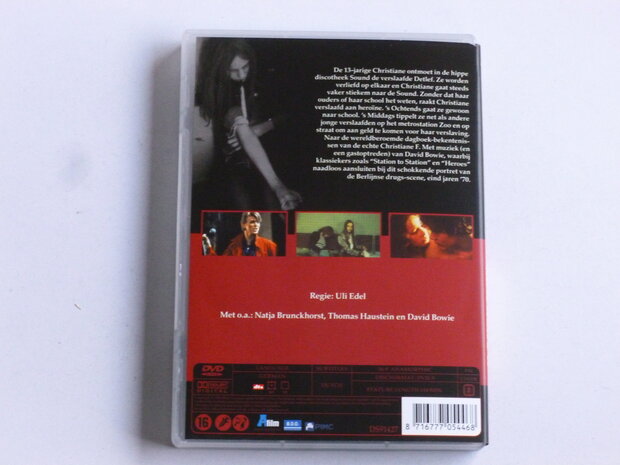 De 13-jarige Christiane ontmoet in de hippe
discotheek Sound de verslaafde Detlef. Ze worden
verliefd op elkaar en Christiane gaat steeds
vaker stiekem naar de Sound. Zonder dat haar
ouders of haar school het weten, raakt Christiane
verslaafd aan heroïne. 's Ochtends gaat ze gewoon
naar school. 's Middags tippelt ze net als andere
jonge verslaafden op het metrostation Zoo en op
straat om aan geld te komen voor haar verslaving.
Naar de wereldberoemde dagboek-bekentenis-
sen van de echte Christiane F. Met muziek (en
een gastoptreden) van David Bowie, waarbij
klassiekers zoals "Station to Station" en "Heroes"
naadloos aansluiten bij dit schokkende portret van
de Berlijnse drugs-scene, eind jaren '70.
Regie: Uli Edel
Met o.a.: Natja Brunckhorst, Thomas Haustein en David Bowie
DVD
DIGITAL
dts
16
A film
B.D.D.
PIMC
DS91427
8 716777 054468